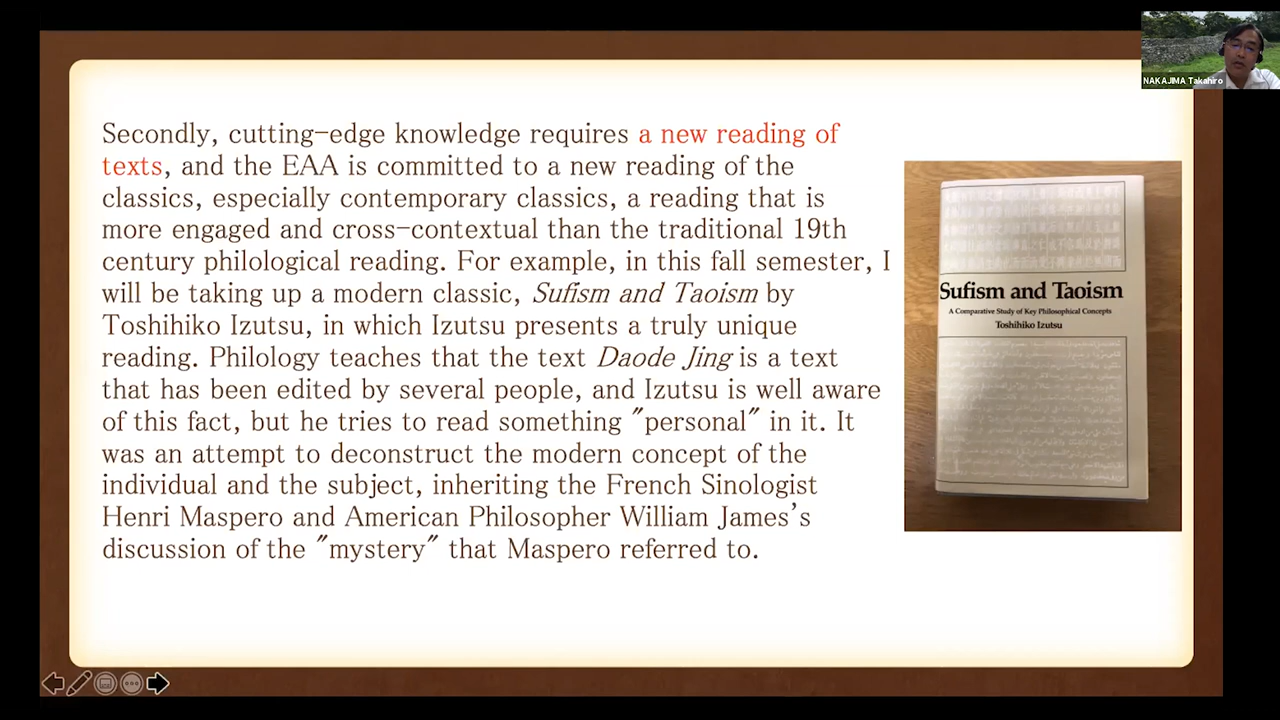 NAKAJIMA Takahiro
Secondly, cutting-edge knowledge requires a new reading of
texts, and the EAA is committed to a new reading of the
classics, especially contemporary classics, a reading that is
more engaged and cross-contextual than the traditional 19th
century philological reading. For example, in this fall semester, I
will be taking up a modern classic, Sufism and Taoism by
Toshihiko Izutsu, in which Izutsu presents a truly unique
reading. Philology teaches that the text Daode Jing is a text
that has been edited by several people, and Izutsu is well aware
of this fact, but he tries to read something "personal" in it. It
was an attempt to deconstruct the modern concept of the
individual and the subject, inheriting the French Sinologist
Henri Maspero and American Philosopher William James's
discussion of the "mystery" that Maspero referred to.
Sufism and Taoism
A Comparative Study of Key Philosophical Concepts
Toshihiko Izutsu